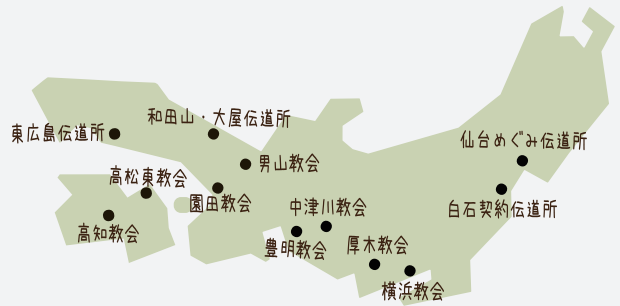 和田山・大屋伝道所
東広島伝道所
仙台めぐみ伝道所
男山教会
高松東教会
園田教会
中津川教会
白石契約伝道所
高知教会
豊明教会
厚木教会
横浜教会